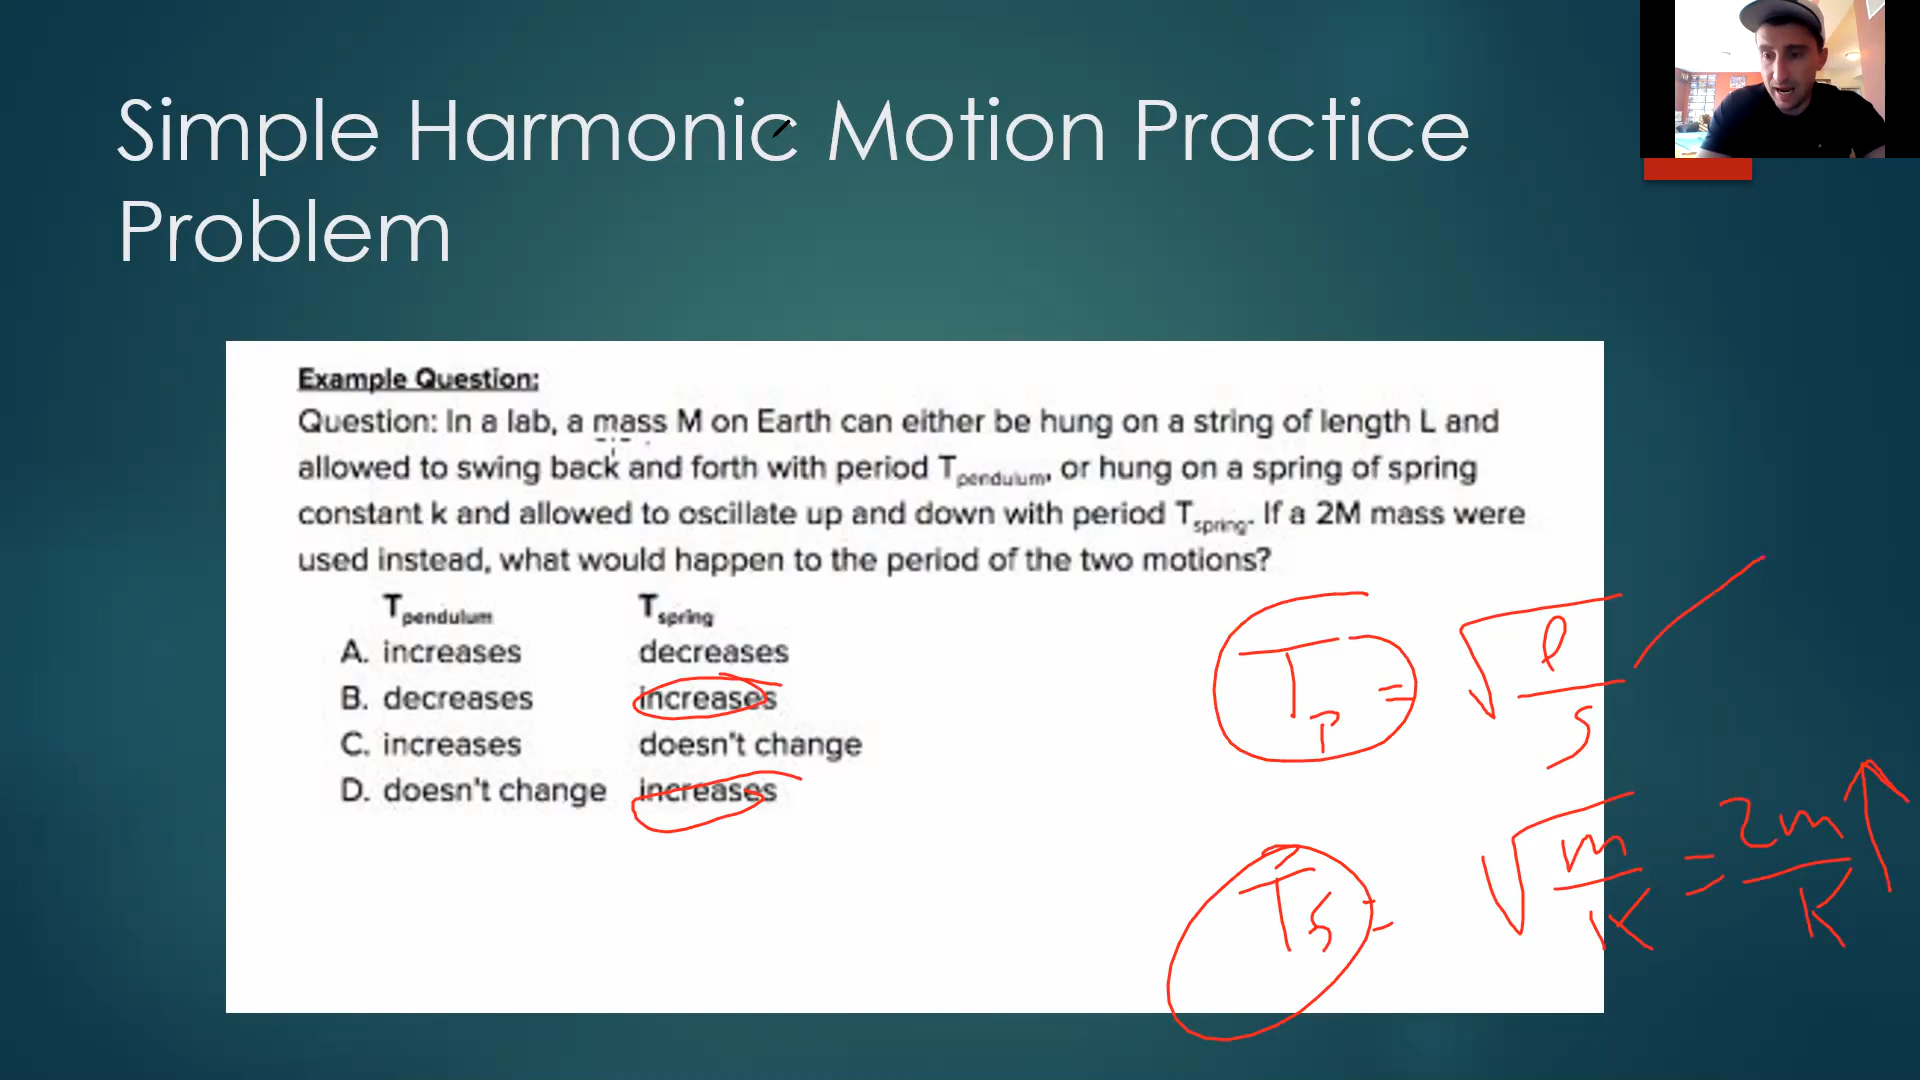 Simple Harmonic Motion Practice
Problem
Example Question:
Question: In a lab, a mass M on Earth can either be hung on a string of length L and
allowed to swing back and forth with period Tpendulum, or hung on a spring of spring
constant k and allowed to oscillate up and down with period Tspring. If a 2M mass were
used instead, what would happen to the period of the two motions?
Tpendulum Tspring
A. increases decreases
B. decreases increases
C. increases doesn't change
D. doesn't change increases
Tp = √ l / g
Ts = √ m / K = 2m / K ↑